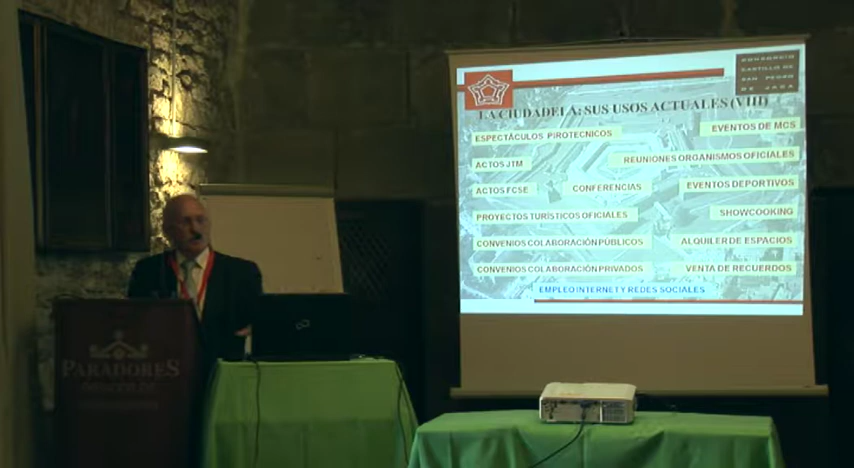 CONSORCIO
CASTILLO DE
SAN PEDRO
DE JACA
LA CIUDADELA: SUS USOS ACTUALES (VIII)
ESPECTÁCULOS PIROTECNICOS
EVENTOS DE MCS
ACTOS JTM
REUNIONES ORGANISMOS OFICIALES
ACTOS FCSE
CONFERENCIAS
EVENTOS DEPORTIVOS
PROYECTOS TURÍSTICOS OFICIALES
SHOWCOOKING
CONVENIOS COLABORACIÓN PÚBLICOS
ALQUILER DE ESPACIOS
CONVENIOS COLABORACIÓN PRIVADOS
VENTA DE RECUERDOS
EMPLEO INTERNET Y REDES SOCIALES
PARADORES